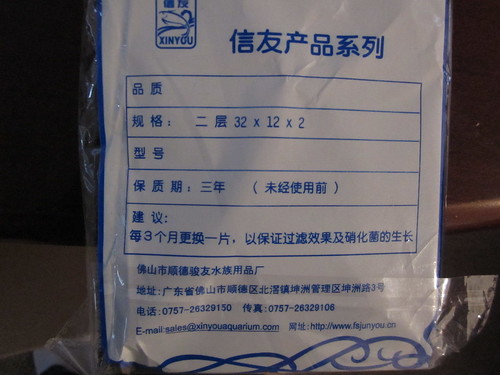 信友
XINYOU
信友产品系列
品质
规格： 二层 32 x 12 x 2
型号
保质期：三年 （未经使用前）
建议：
每3个月更换一片，以保证过滤效果及硝化菌的生长
佛山市顺德骏友水族用品厂
地址：广东省佛山市顺德区北滘镇坤洲管理区坤洲路3号
电话：0757-26329150 传真：0757-26329106
E-mail:sales@xinyouaquarium.com 网址：http://www.fsjunyou.cn